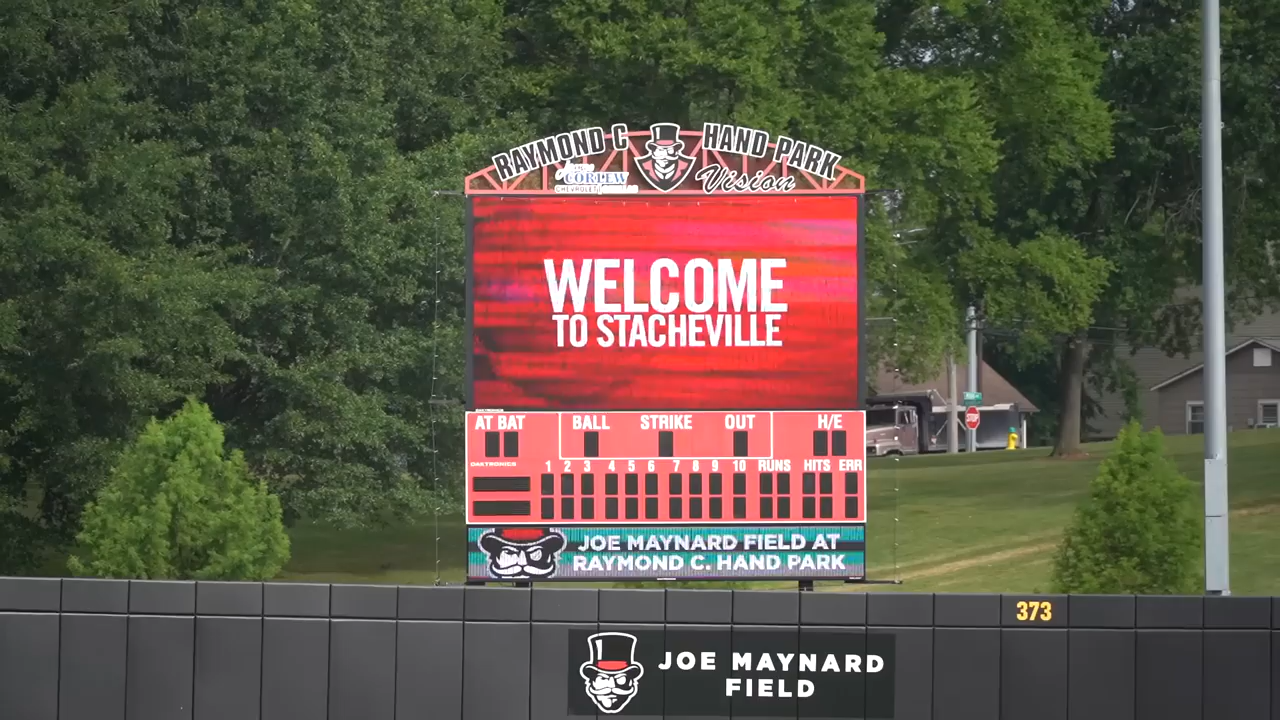 RAYMOND C HAND PARK
Vision
WELCOME
TO STACHEVILLE
AT BAT BALL STRIKE OUT H/E
DAKTRONICS 1 2 3 4 5 6 7 8 9 10 RUNS HITS ERR
JOE MAYNARD FIELD AT
RAYMOND C. HAND PARK
373
JOE MAYNARD
FIELD